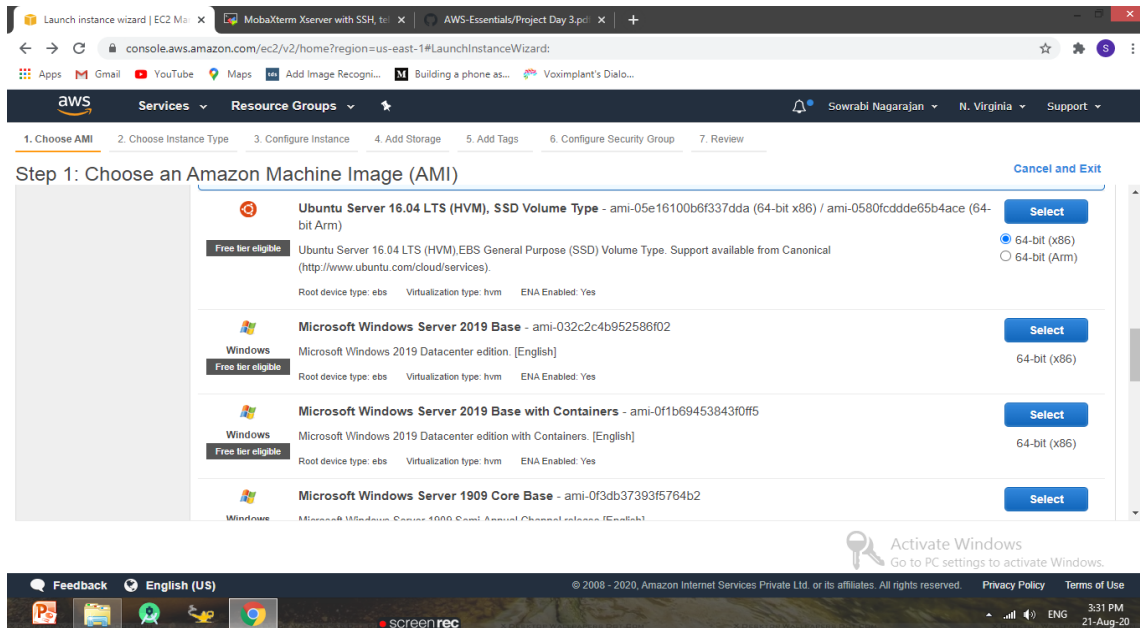 Launch instance wizard | EC2 Ma
MobaXterm Xserver with SSH, tel
AWS-Essentials/Project Day 3.pd
console.aws.amazon.com/ec2/v2/home?region=us-east-1#LaunchInstanceWizard:
S
Apps Gmail YouTube Maps Add Image Recogni... M Building a phone as... Voximplant's Dialo...
aws Services Resource Groups Sowrabi Nagarajan N. Virginia Support
1. Choose AMI 2. Choose Instance Type 3. Configure Instance 4. Add Storage 5. Add Tags 6. Configure Security Group 7. Review
Step 1: Choose an Amazon Machine Image (AMI)
Cancel and Exit
Ubuntu Server 16.04 LTS (HVM), SSD Volume Type - ami-05e16100b6f337dda (64-bit x86) / ami-0580fcddde65b4ace (64-
bit Arm)
Select
64-bit (x86)
64-bit (Arm)
Free tier eligible
Ubuntu Server 16.04 LTS (HVM),EBS General Purpose (SSD) Volume Type. Support available from Canonical
(http://www.ubuntu.com/cloud/services).
Root device type: ebs Virtualization type: hvm ENA Enabled: Yes
Microsoft Windows Server 2019 Base - ami-032c2c4b952586f02
Select
Windows
Free tier eligible
Microsoft Windows 2019 Datacenter edition. [English]
64-bit (x86)
Root device type: ebs Virtualization type: hvm ENA Enabled: Yes
Microsoft Windows Server 2019 Base with Containers - ami-0f1b69453843f0ff5
Select
Windows
Free tier eligible
Microsoft Windows 2019 Datacenter edition with Containers. [English]
64-bit (x86)
Root device type: ebs Virtualization type: hvm ENA Enabled: Yes
Microsoft Windows Server 1909 Core Base - ami-0f3db37393f5764b2
Select
Windows
Microsoft Windows Server 1909 Semi-Annual Channel release [English]
Activate Windows
Go to PC settings to activate Windows.
Feedback English (US) © 2008 - 2020, Amazon Internet Services Private Ltd. or its affiliates. All rights reserved. Privacy Policy Terms of Use
screenrec
ENG
3:31 PM
21-Aug-20